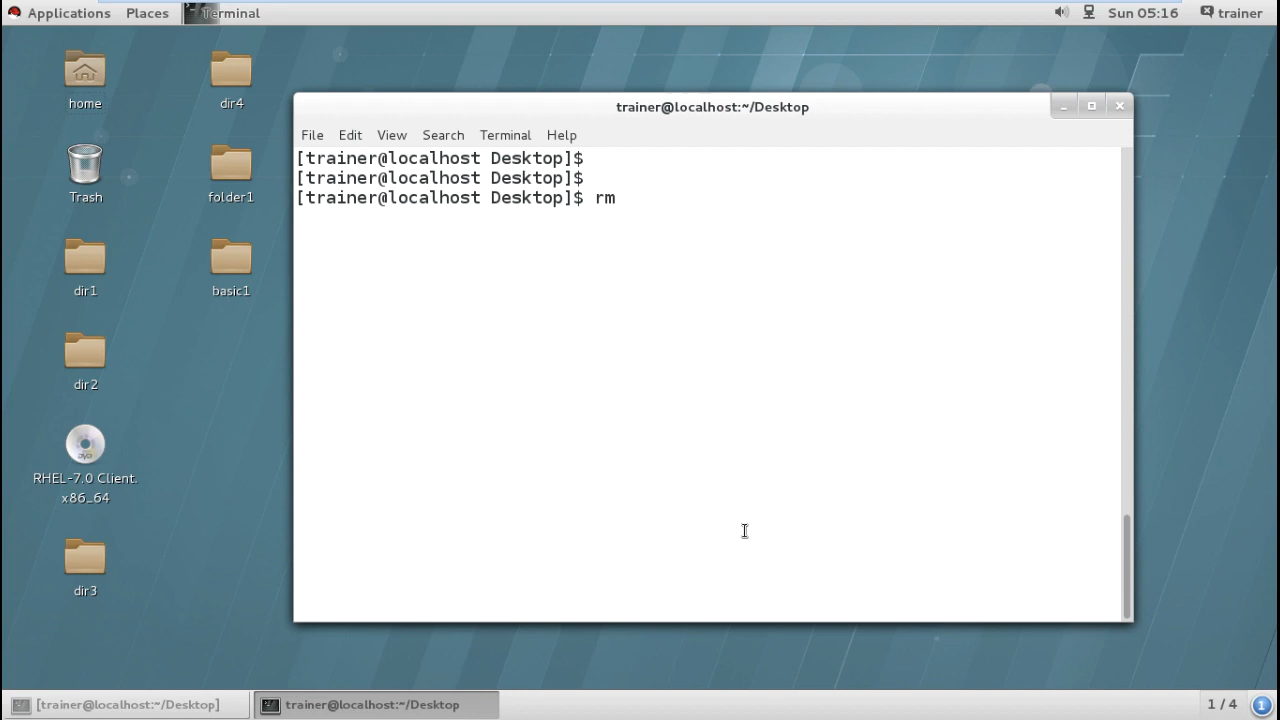 Applications Places Terminal Sun 05:16 trainer
home
dir4
Trash
folder1
dir1
basic1
dir2
RHEL-7.0 Client.
x86_64
dir3
trainer@localhost:~/Desktop
File Edit View Search Terminal Help
[trainer@localhost Desktop]$
[trainer@localhost Desktop]$
[trainer@localhost Desktop]$ rm
[trainer@localhost:~/Desktop] trainer@localhost:~/Desktop 1 / 4 1